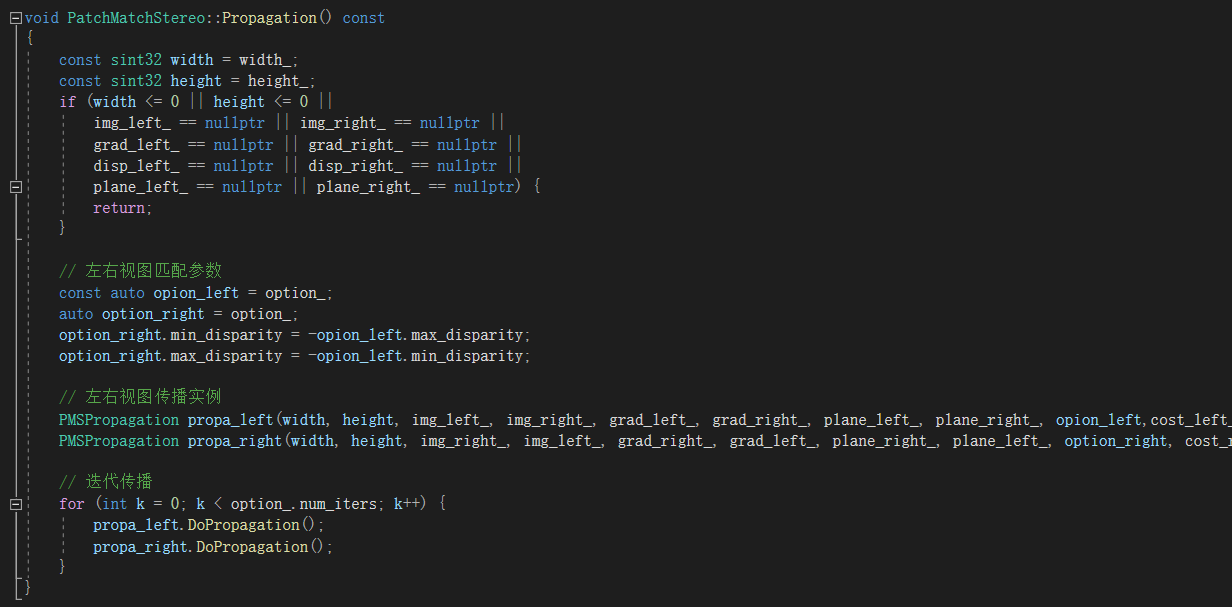 void PatchMatchStereo::Propagation() const
{
const sint32 width = width_;
const sint32 height = height_;
if (width <= 0 || height <= 0 ||
img_left_ == nullptr || img_right_ == nullptr ||
grad_left_ == nullptr || grad_right_ == nullptr ||
disp_left_ == nullptr || disp_right_ == nullptr ||
plane_left_ == nullptr || plane_right_ == nullptr) {
return;
}
// 左右视图匹配参数
const auto opion_left = option_;
auto option_right = option_;
option_right.min_disparity = -opion_left.max_disparity;
option_right.max_disparity = -opion_left.min_disparity;
// 左右视图传播实例
PMSPropagation propa_left(width, height, img_left_, img_right_, grad_left_, grad_right_, plane_left_, plane_right_, opion_left,cost_left_
PMSPropagation propa_right(width, height, img_right_, img_left_, grad_right_, grad_left_, plane_right_, plane_left_, option_right,
// 迭代传播
for (int k = 0; k < option_.num_iters; k++) {
propa_left.DoPropagation();
propa_right.DoPropagation();
}
}